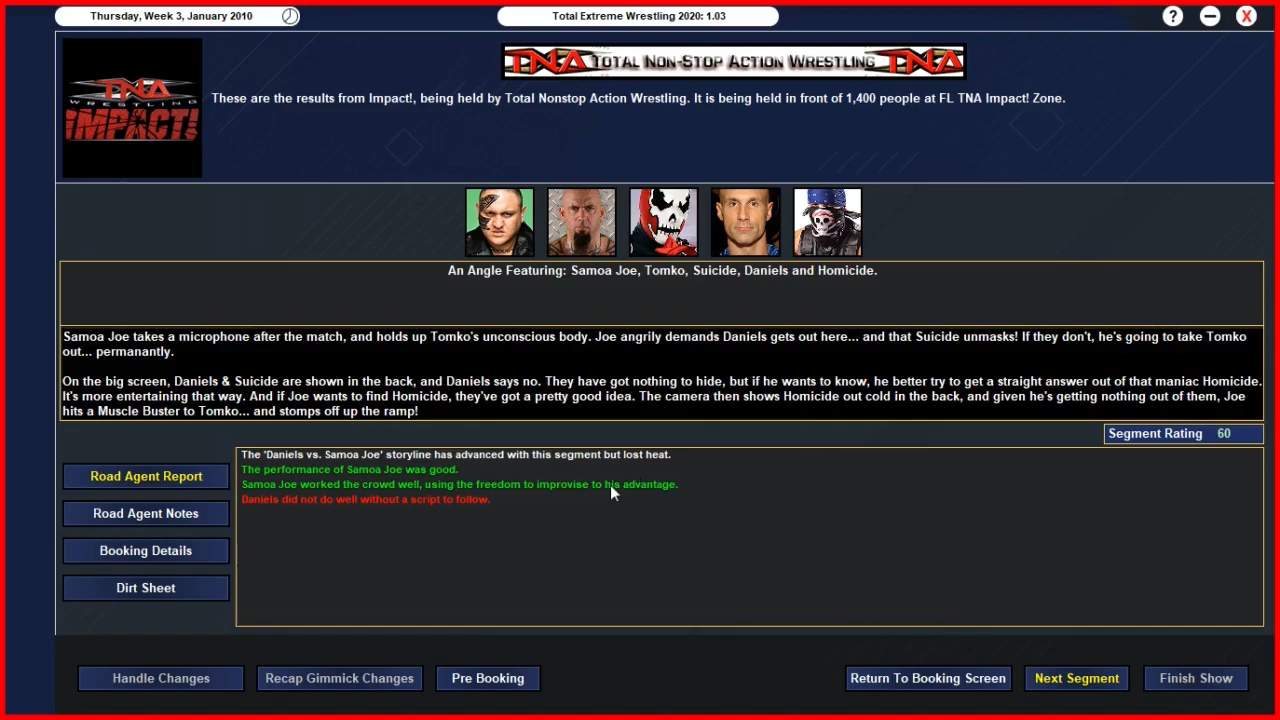 Thursday, Week 3, January 2010
Total Extreme Wrestling 2020: 1.03
?
X
TNA TOTAL NON-STOP ACTION WRESTLING TNA
TNA
WRESTLING
iMPACT!
These are the results from Impact!, being held by Total Nonstop Action Wrestling. It is being held in front of 1,400 people at FL TNA Impact! Zone.
An Angle Featuring: Samoa Joe, Tomko, Suicide, Daniels and Homicide.
Samoa Joe takes a microphone after the match, and holds up Tomko's unconscious body. Joe angrily demands Daniels gets out here... and that Suicide unmasks! If they don't, he's going to take Tomko
out... permanantly.
On the big screen, Daniels & Suicide are shown in the back, and Daniels says no. They have got nothing to hide, but if he wants to know, he better try to get a straight answer out of that maniac Homicide.
It's more entertaining that way. And if Joe wants to find Homicide, they've got a pretty good idea. The camera then shows Homicide out cold in the back, and given he's getting nothing out of them, Joe
hits a Muscle Buster to Tomko... and stomps off up the ramp!
Segment Rating 60
Road Agent Report
Road Agent Notes
Booking Details
Dirt Sheet
The 'Daniels vs. Samoa Joe' storyline has advanced with this segment but lost heat.
The performance of Samoa Joe was good.
Samoa Joe worked the crowd well, using the freedom to improvise to his advantage.
Daniels did not do well without a script to follow.
Handle Changes
Recap Gimmick Changes
Pre Booking
Return To Booking Screen
Next Segment
Finish Show